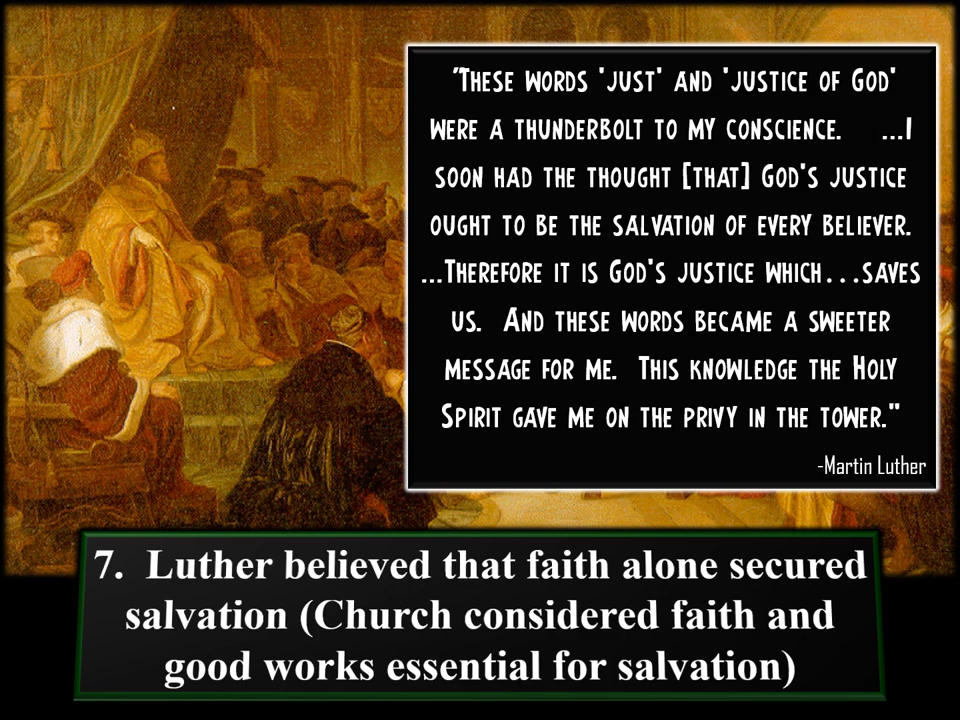 "These words 'just' and 'justice of God'
were a thunderbolt to my conscience. ...I
soon had the thought [that] God's justice
ought to be the salvation of every believer.
...Therefore it is God's justice which...saves
us. And these words became a sweeter
message for me. This knowledge the Holy
Spirit gave me on the privy in the tower."
-Martin Luther
7. Luther believed that faith alone secured
salvation (Church considered faith and
good works essential for salvation)